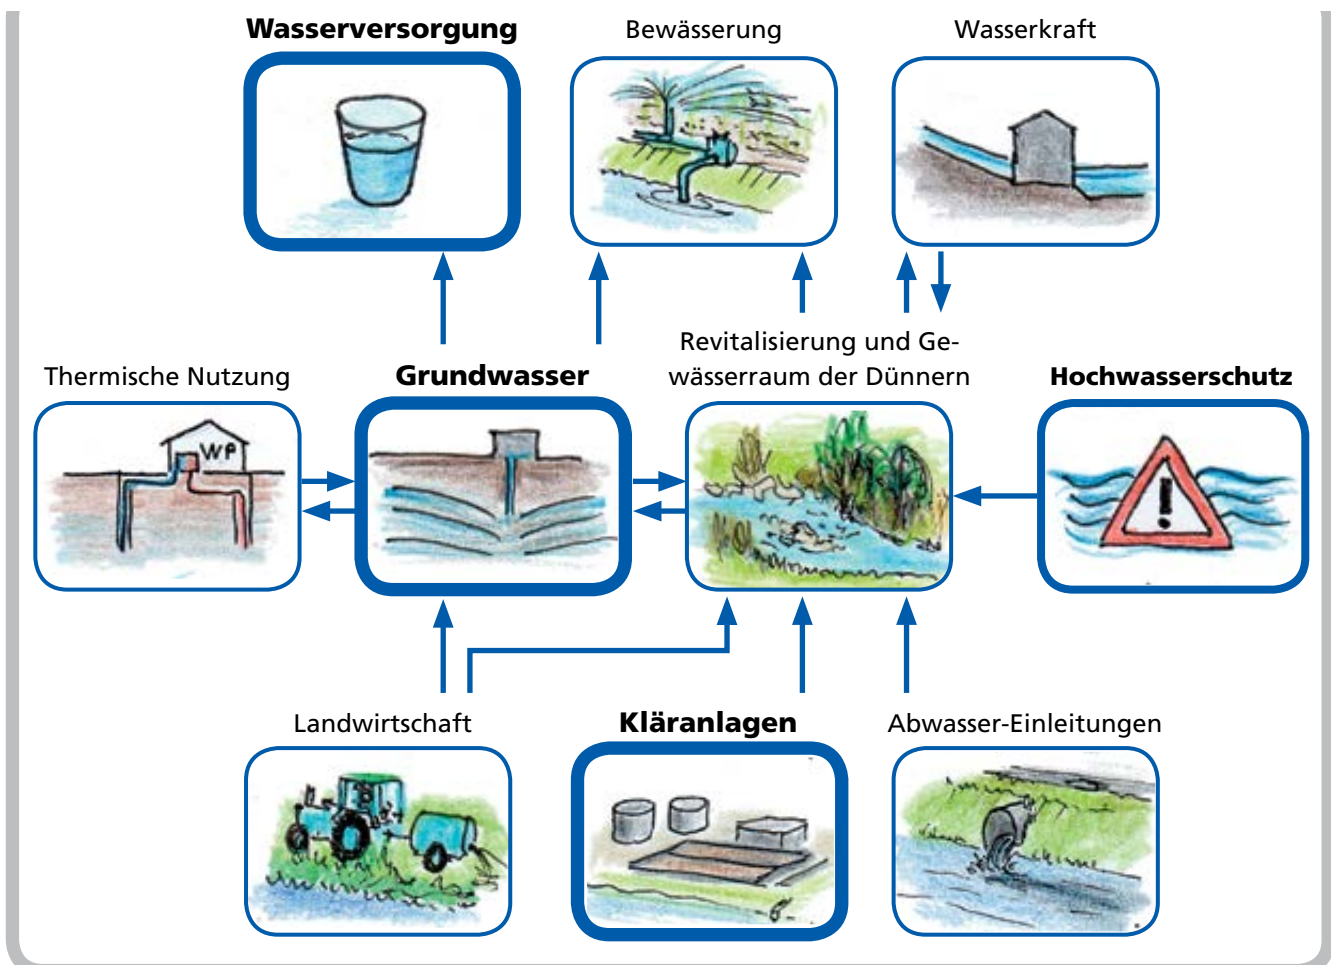 Wasserversorgung
Bewässerung
Wasserkraft
Thermische Nutzung
Grundwasser
Revitalisierung und Ge-
wässerraum der Dünnern
Hochwasserschutz
WP
!
Landwirtschaft
Kläranlagen
Abwasser-Einleitungen